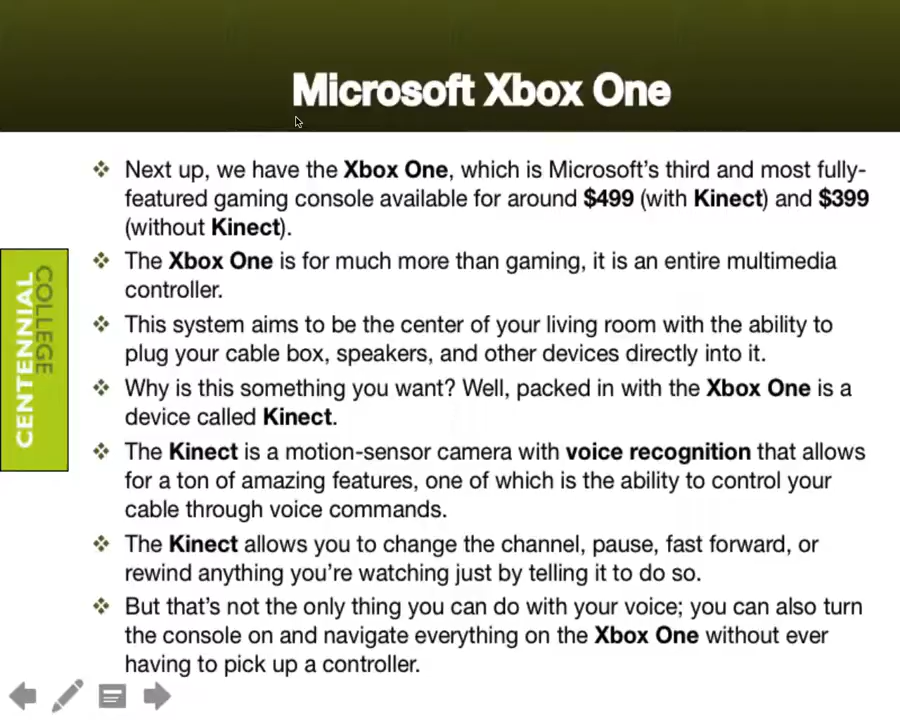 Microsoft Xbox One
Next up, we have the Xbox One, which is Microsoft's third and most fully-
featured gaming console available for around $499 (with Kinect) and $399
(without Kinect).
The Xbox One is for much more than gaming, it is an entire multimedia
controller.
This system aims to be the center of your living room with the ability to
plug your cable box, speakers, and other devices directly into it.
Why is this something you want? Well, packed in with the Xbox One is a
device called Kinect.
The Kinect is a motion-sensor camera with voice recognition that allows
for a ton of amazing features, one of which is the ability to control your
cable through voice commands.
The Kinect allows you to change the channel, pause, fast forward, or
rewind anything you're watching just by telling it to do so.
But that's not the only thing you can do with your voice; you can also turn
the console on and navigate everything on the Xbox One without ever
having to pick up a controller.
CENTENNIAL
COLLEGE